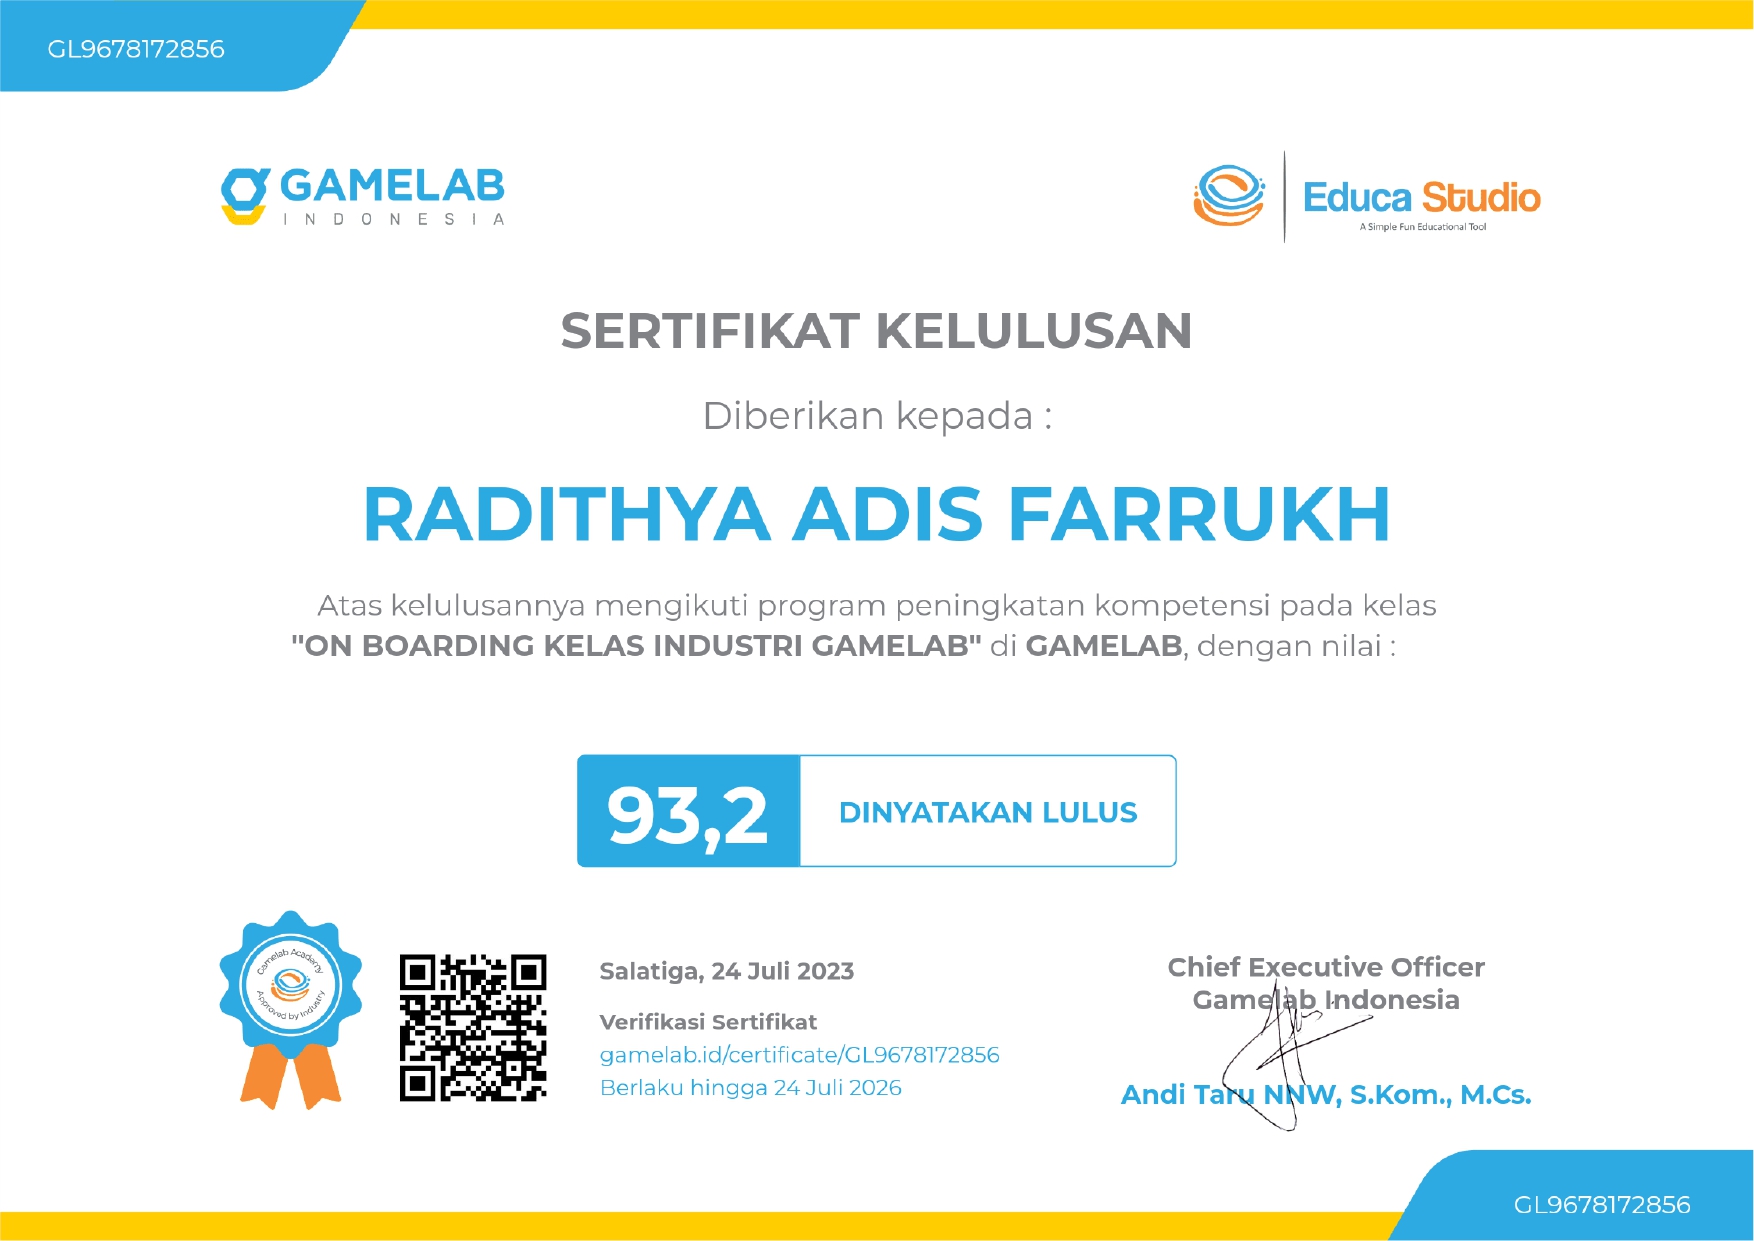 GL9678172856
GAMELAB
INDONESIA
Educa Studio
A Simple Fun Educational Tool
SERTIFIKAT KELULUSAN
Diberikan kepada :
RADITHYA ADIS FARRUKH
Atas kelulusannya mengikuti program peningkatan kompetensi pada kelas
"ON BOARDING KELAS INDUSTRI GAMELAB" di GAMELAB, dengan nilai :
93,2
DINYATAKAN LULUS
Gamelab Academy
Approved by Industry
Salatiga, 24 Juli 2023
Verifikasi Sertifikat
gamelab.id/certificate/GL9678172856
Berlaku hingga 24 Juli 2026
Chief Executive Officer
Gamelab Indonesia
Andi Taru NNW, S.Kom., M.Cs.
GL9678172856